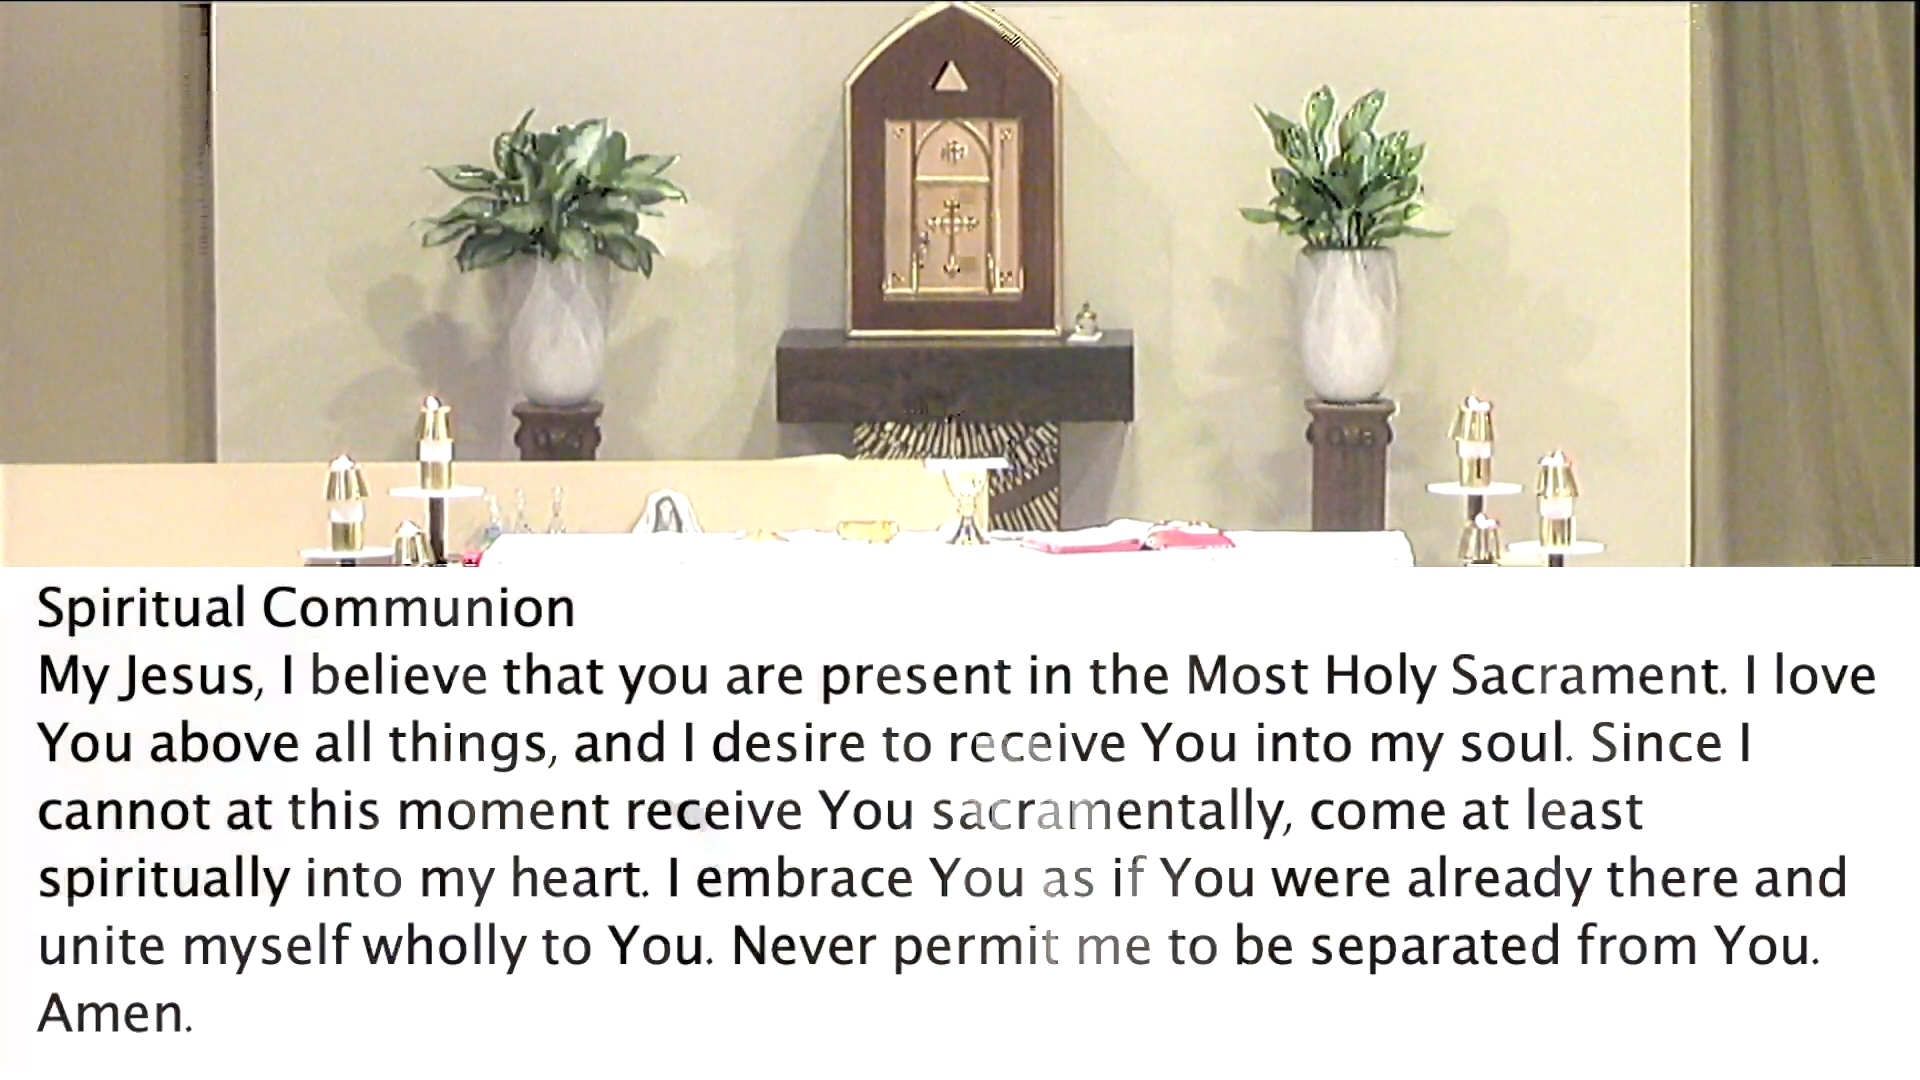 Spiritual Communion
My Jesus, I believe that you are present in the Most Holy Sacrament. I love
You above all things, and I desire to receive You into my soul. Since I
cannot at this moment receive You sacramentally, come at least
spiritually into my heart. I embrace You as if You were already there and
unite myself wholly to You. Never permit me to be separated from You.
Amen.